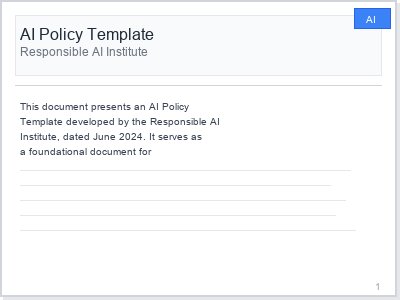 AI
AI Policy Template
Responsible AI Institute
This document presents an AI Policy
Template developed by the Responsible AI
Institute, dated June 2024. It serves as
a foundational document for
1